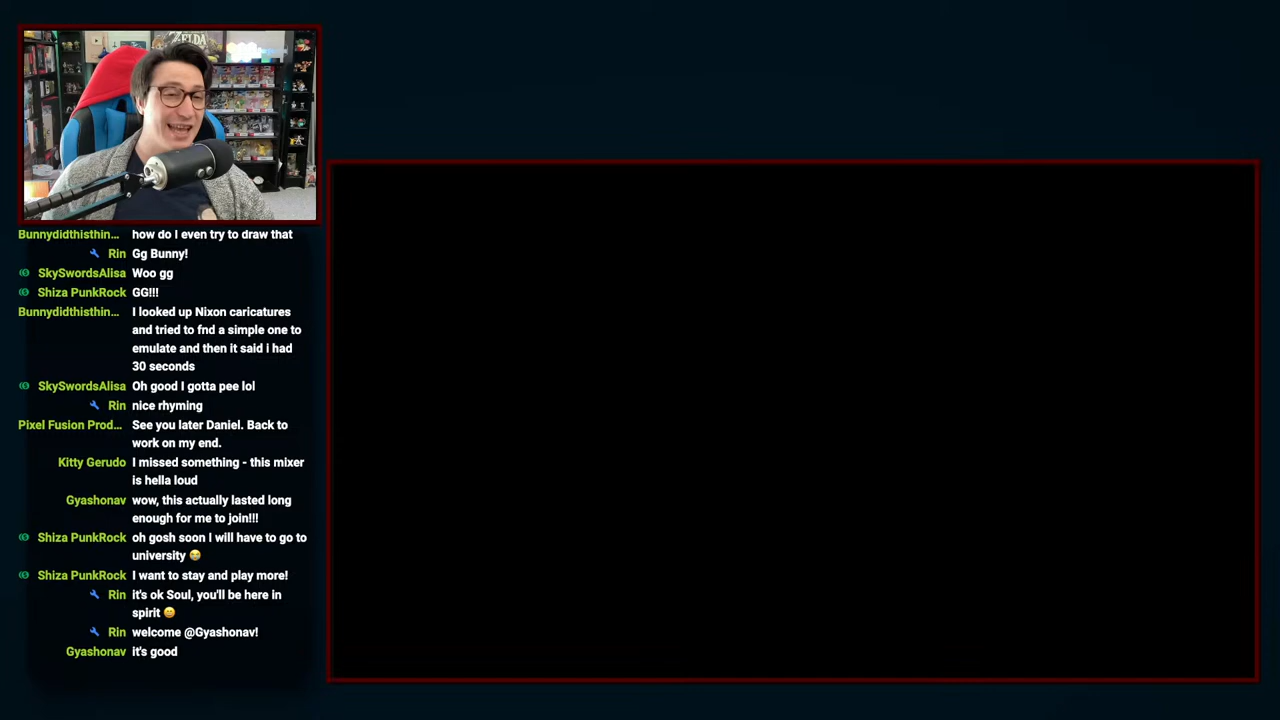 ZELDA
Bunnydidthisthin... how do I even try to draw that
Rin Gg Bunny!
SkySwordsAlisa Woo gg
Shiza PunkRock GG!!!
Bunnydidthisthin... I looked up Nixon caricatures
and tried to fnd a simple one to
emulate and then it said i had
30 seconds
SkySwordsAlisa Oh good I gotta pee lol
Rin nice rhyming
Pixel Fusion Prod... See you later Daniel. Back to
work on my end.
Kitty Gerudo I missed something - this mixer
is hella loud
Gyashonav wow, this actually lasted long
enough for me to join!!!
Shiza PunkRock oh gosh soon I will have to go to
university 😭
Shiza PunkRock I want to stay and play more!
Rin it's ok Soul, you'll be here in
spirit 😄
Rin welcome @Gyashonav!
Gyashonav it's good